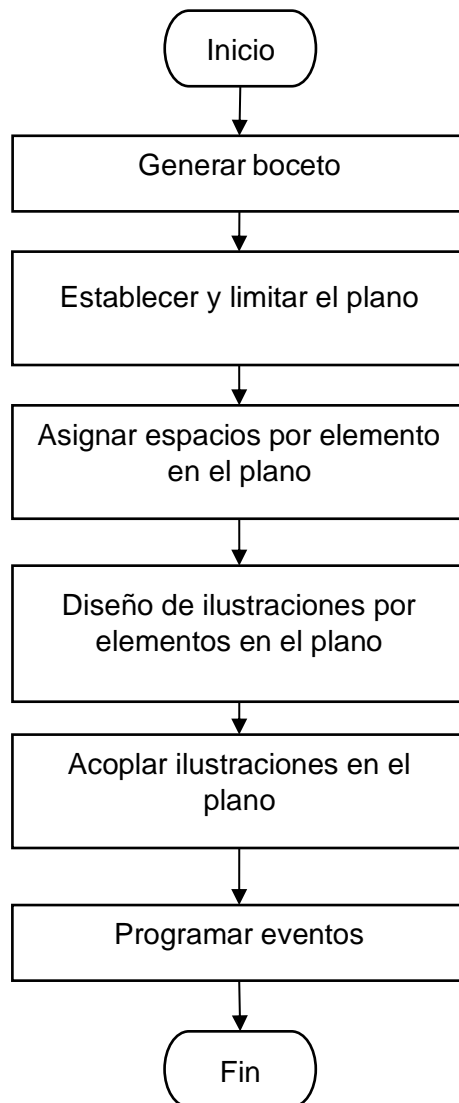 Inicio
Generar boceto
Establecer y limitar el plano
Asignar espacios por elemento
en el plano
Diseño de ilustraciones por
elementos en el plano
Acoplar ilustraciones en el
plano
Programar eventos
Fin